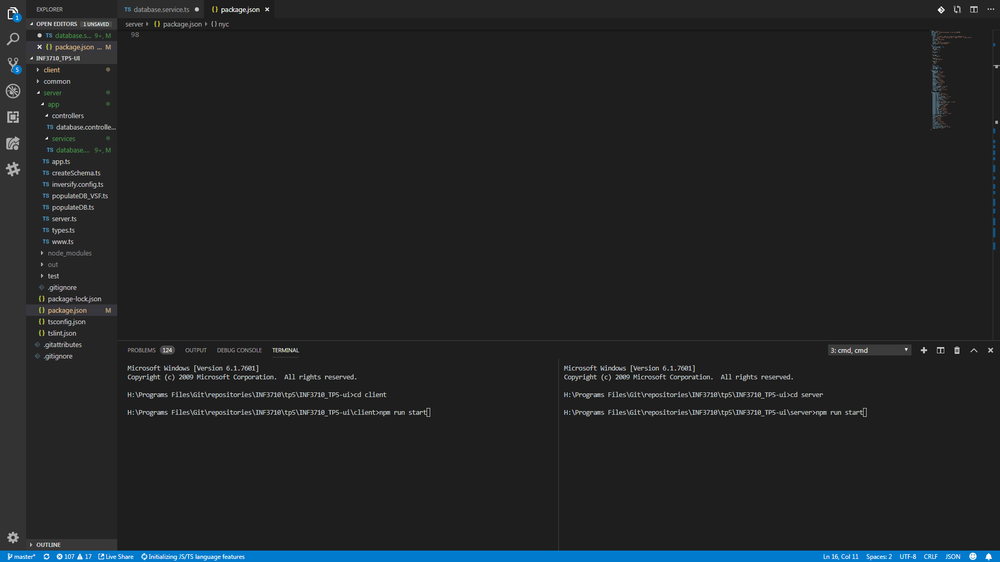 EXPLORER
OPEN EDITORS 1 UNSAVED
TS database.s... 9+, M
{} package.json ... M
INF3710_TP5-UI
client
common
server
app
controllers
TS database.controlle...
services
TS database.... 9+, M
TS app.ts
TS createSchema.ts
TS inversify.config.ts
TS populateDB_VSF.ts
TS populateDB.ts
TS server.ts
TS types.ts
TS www.ts
node_modules
out
test
.gitignore
{} package-lock.json
{} package.json M
{} tsconfig.json
{} tslint.json
.gitattributes
.gitignore
OUTLINE
1
5
TS database.service.ts
{} package.json
server {} package.json {} nyc
98
PROBLEMS 124 OUTPUT DEBUG CONSOLE TERMINAL
3: cmd, cmd
Microsoft Windows [Version 6.1.7601]
Copyright (c) 2009 Microsoft Corporation.  All rights reserved.
H:\Programs Files\Git\repositories\INF3710\tp5\INF3710_TP5-ui>cd client
H:\Programs Files\Git\repositories\INF3710\tp5\INF3710_TP5-ui\client>npm run start
Microsoft Windows [Version 6.1.7601]
Copyright (c) 2009 Microsoft Corporation.  All rights reserved.
H:\Programs Files\Git\repositories\INF3710\tp5\INF3710_TP5-ui>cd server
H:\Programs Files\Git\repositories\INF3710\tp5\INF3710_TP5-ui\server>npm run start
master* 107 17 Live Share Initializing JS/TS language features
Ln 16, Col 11 Spaces: 2 UTF-8 CRLF JSON